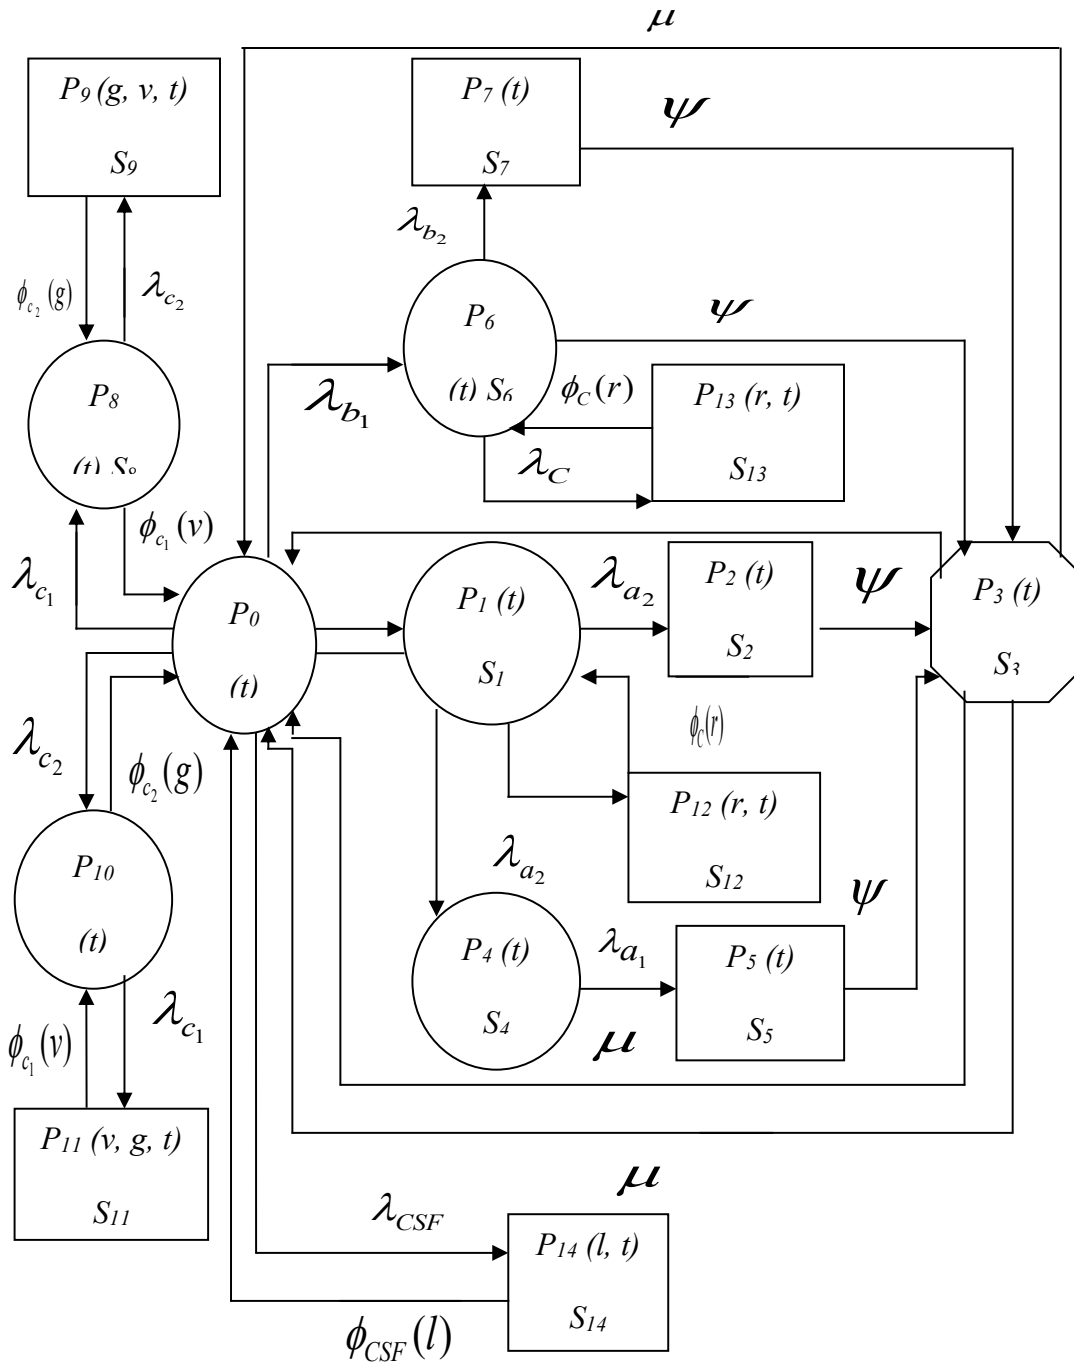 μ
P9 (g, v, t)
S9
P7 (t)
S7
ψ
λb2
ϕc2 (g)
λc2
P6
(t) S6
ψ
P8
(t) S8
λb1
ϕC (r)
P13 (r, t)
S13
λC
ϕc1 (v)
λc1
P0
(t)
P1 (t)
S1
λa2
P2 (t)
S2
ψ
P3 (t)
S3
λc2
ϕc2 (g)
ϕC (r)
P12 (r, t)
S12
λa2
P10
(t)
P4 (t)
S4
λa1
P5 (t)
S5
ψ
μ
λc1
ϕc1 (v)
P11 (v, g, t)
S11
μ
λCSF
P14 (l, t)
S14
ϕCSF (l)